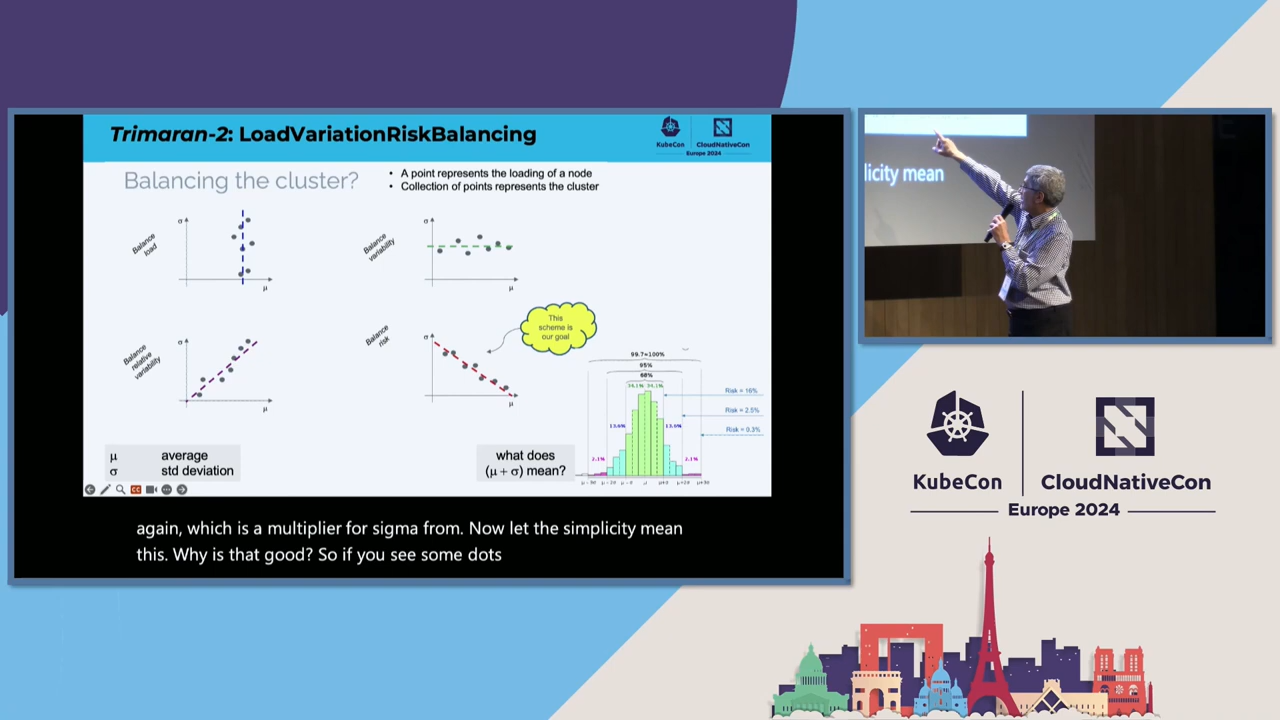 Trimaran-2: LoadVariationRiskBalancing
KubeCon
CloudNativeCon
Europe 2024
Balancing the cluster?
• A point represents the loading of a node
• Collection of points represents the cluster
Balance
load
σ
μ
Balance
variability
σ
μ
Balance
relative
variability
σ
μ
Balance
risk
σ
μ
This
scheme is
our goal
99.7≈100%
95%
68%
34.1% 34.1%
13.6%
13.6%
2.1%
2.1%
Risk = 16%
Risk = 2.5%
Risk = 0.3%
μ−3σ μ−2σ μ−σ μ μ+σ μ+2σ μ+3σ
μ average
σ std deviation
what does
(μ + σ) mean?
again, which is a multiplier for sigma from. Now let the simplicity mean
this. Why is that good? So if you see some dots
licity mean
KubeCon
CloudNativeCon
Europe 2024